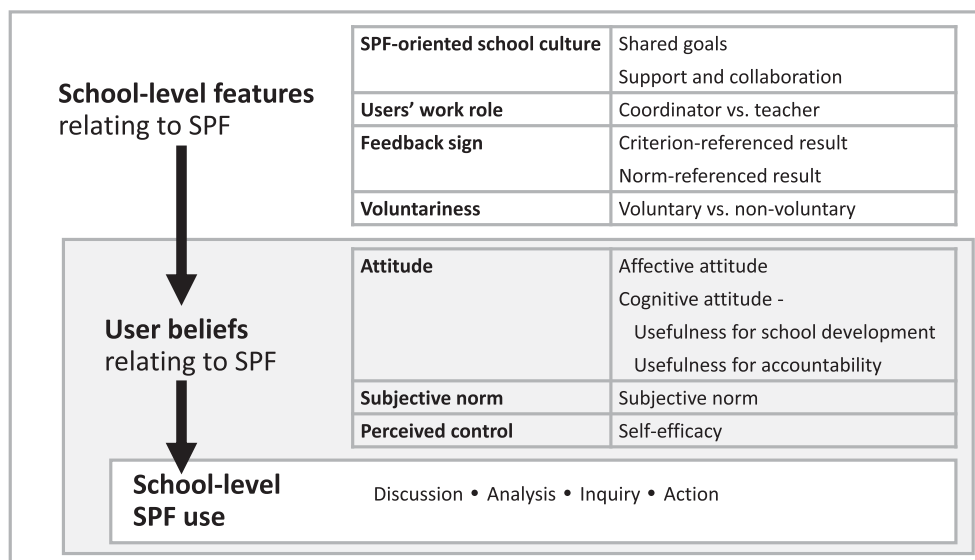 School-level features
relating to SPF
SPF-oriented school culture Shared goals
Support and collaboration
Users' work role Coordinator vs. teacher
Feedback sign Criterion-referenced result
Norm-referenced result
Voluntariness Voluntary vs. non-voluntary
User beliefs
relating to SPF
Attitude Affective attitude
Cognitive attitude -
Usefulness for school development
Usefulness for accountability
Subjective norm Subjective norm
Perceived control Self-efficacy
School-level
SPF use
Discussion • Analysis • Inquiry • Action